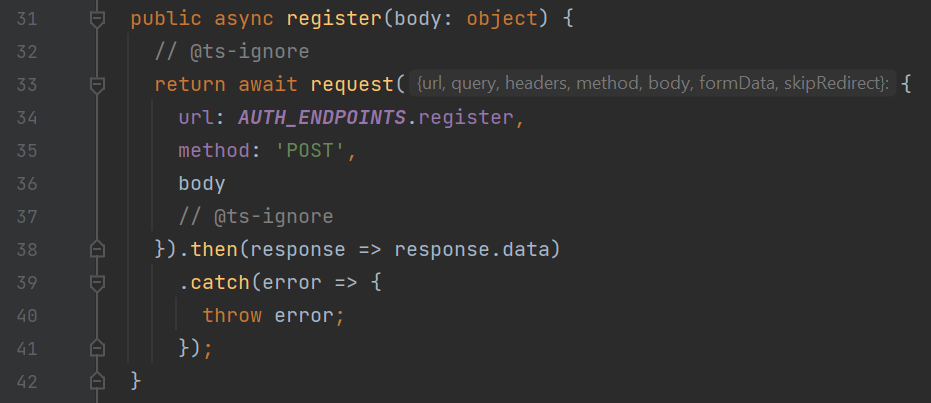 31 public async register(body: object) {
32 // @ts-ignore
33 return await request( {url, query, headers, method, body, formData, skipRedirect}: {
34 url: AUTH_ENDPOINTS.register,
35 method: 'POST',
36 body
37 // @ts-ignore
38 }).then(response => response.data)
39 .catch(error => {
40 throw error;
41 });
42 }